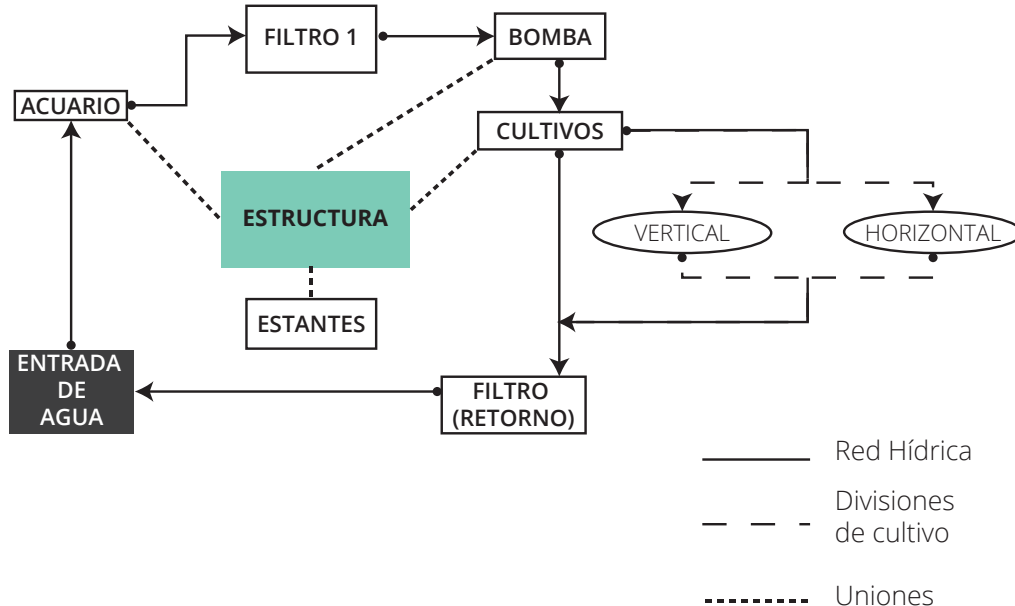 FILTRO 1
BOMBA
ACUARIO
CULTIVOS
ESTRUCTURA
VERTICAL
HORIZONTAL
ESTANTES
ENTRADA
DE
AGUA
FILTRO
(RETORNO)
Red Hídrica
Divisiones
de cultivo
Uniones